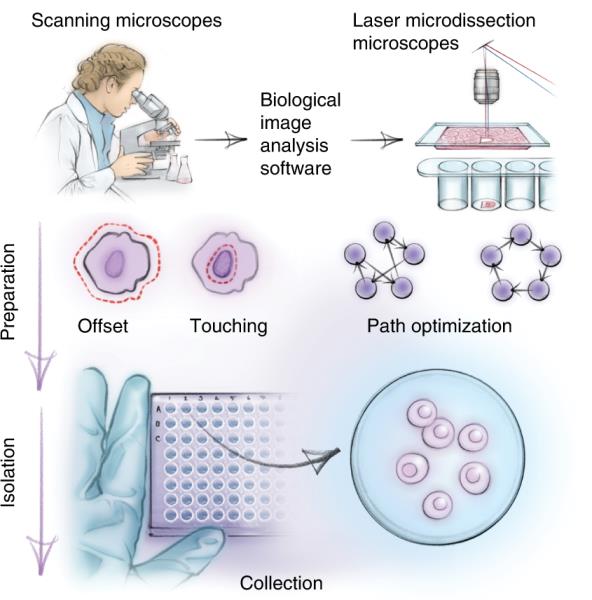 Scanning microscopes
Laser microdissection
microscopes
Biological
image
analysis
software
Preparation
Offset
Touching
Path optimization
Isolation
A
B
C
Collection